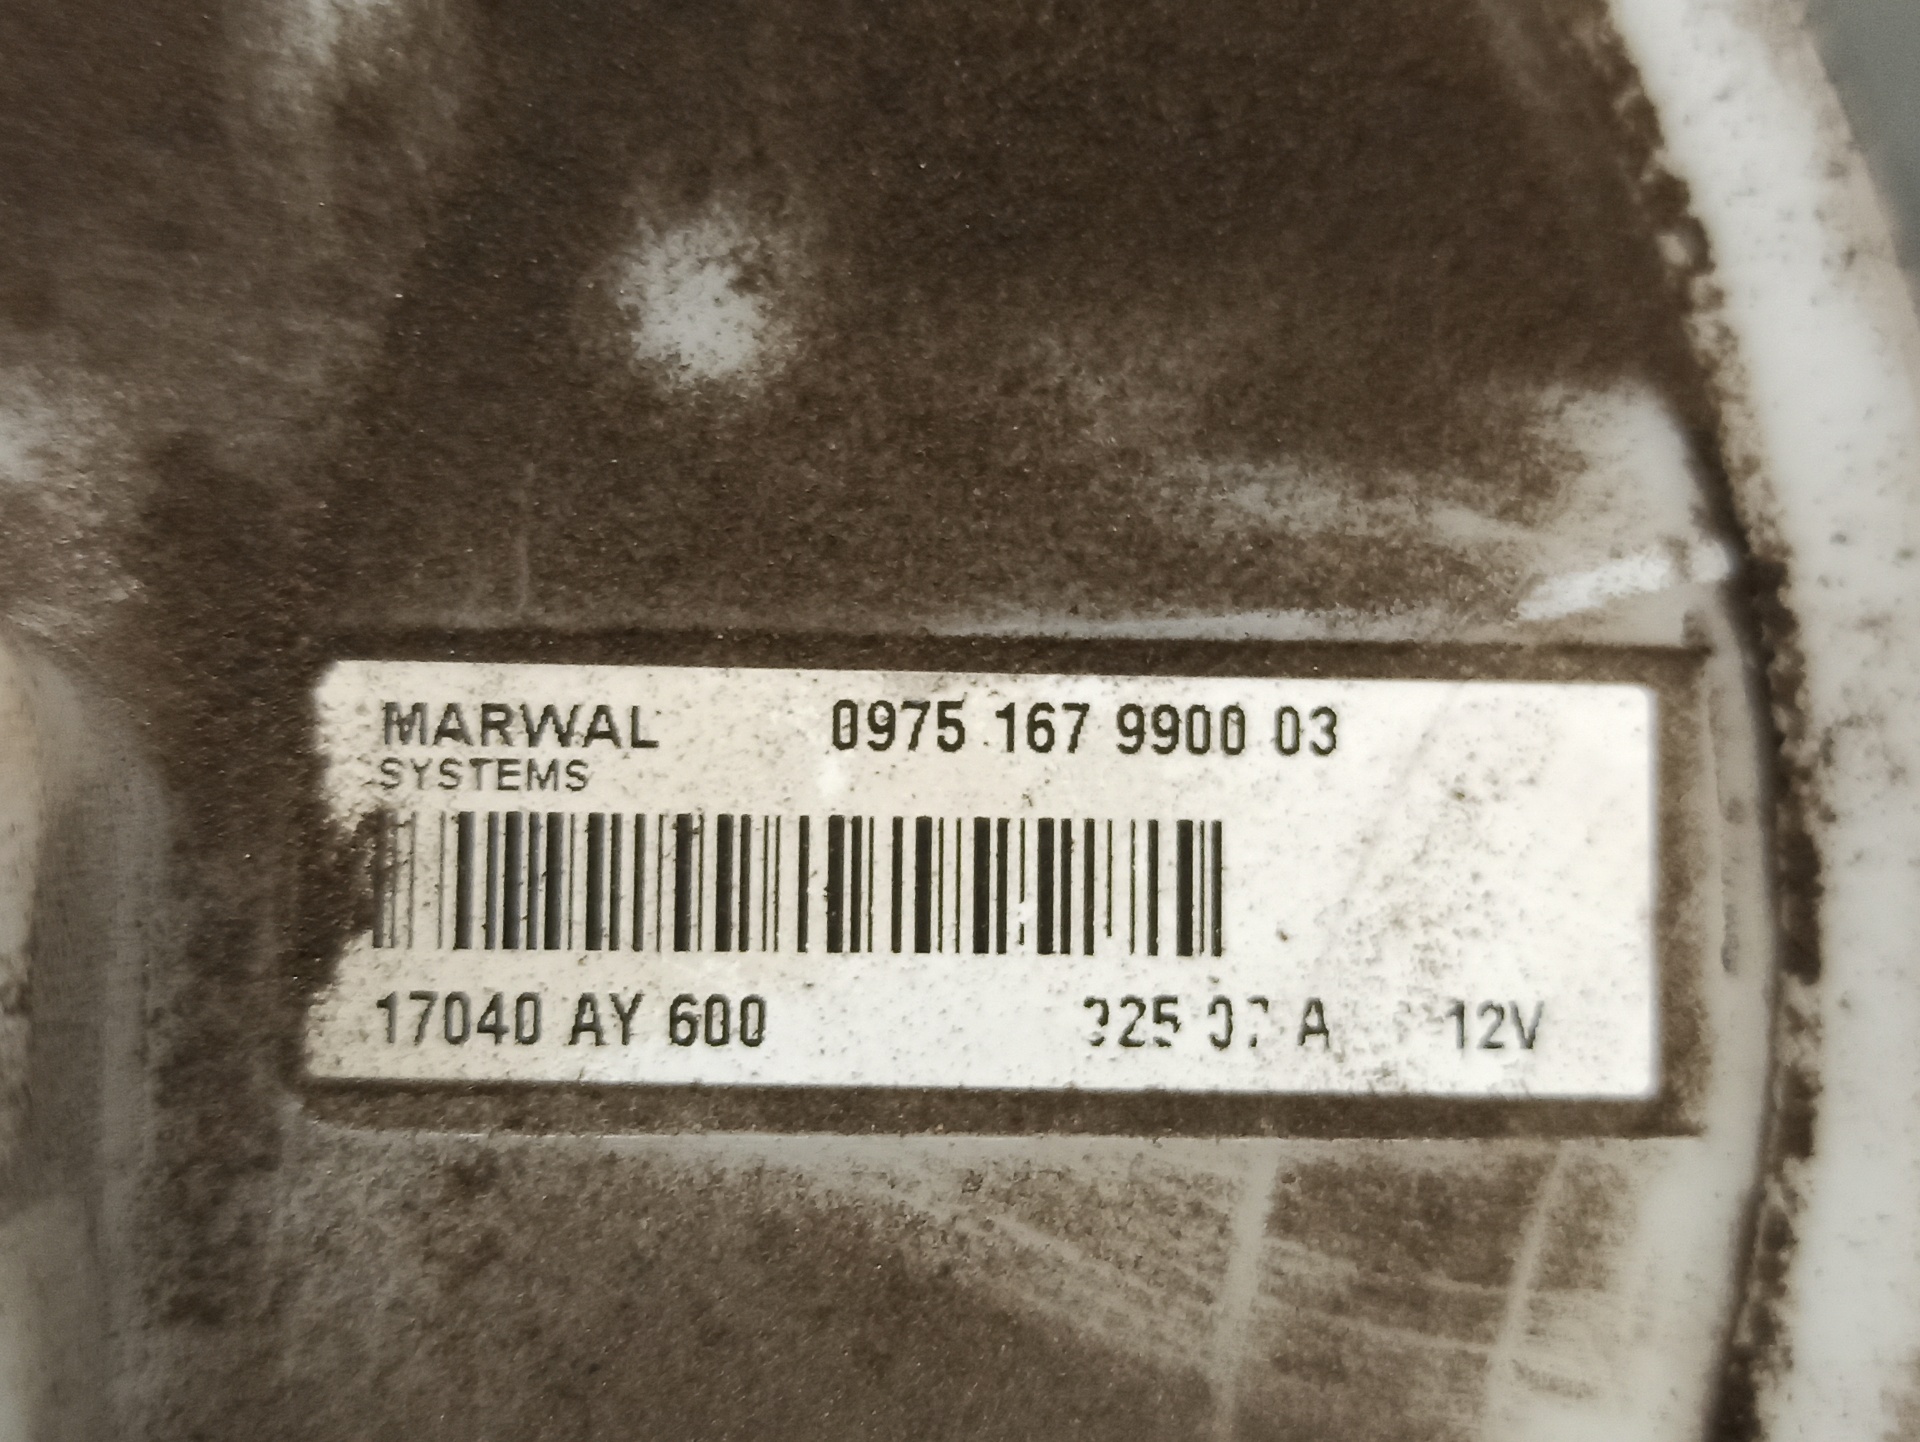 MARWAL 0975 167 9900 03
SYSTEMS
17040 AY 600 A 12V